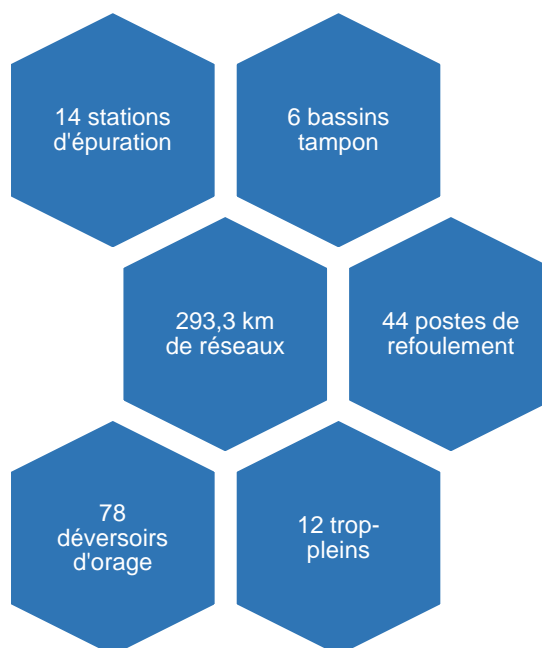 14 stations
d'épuration
6 bassins
tampon
293,3 km
de réseaux
44 postes de
refoulement
78
déversoirs
d'orage
12 trop-
pleins